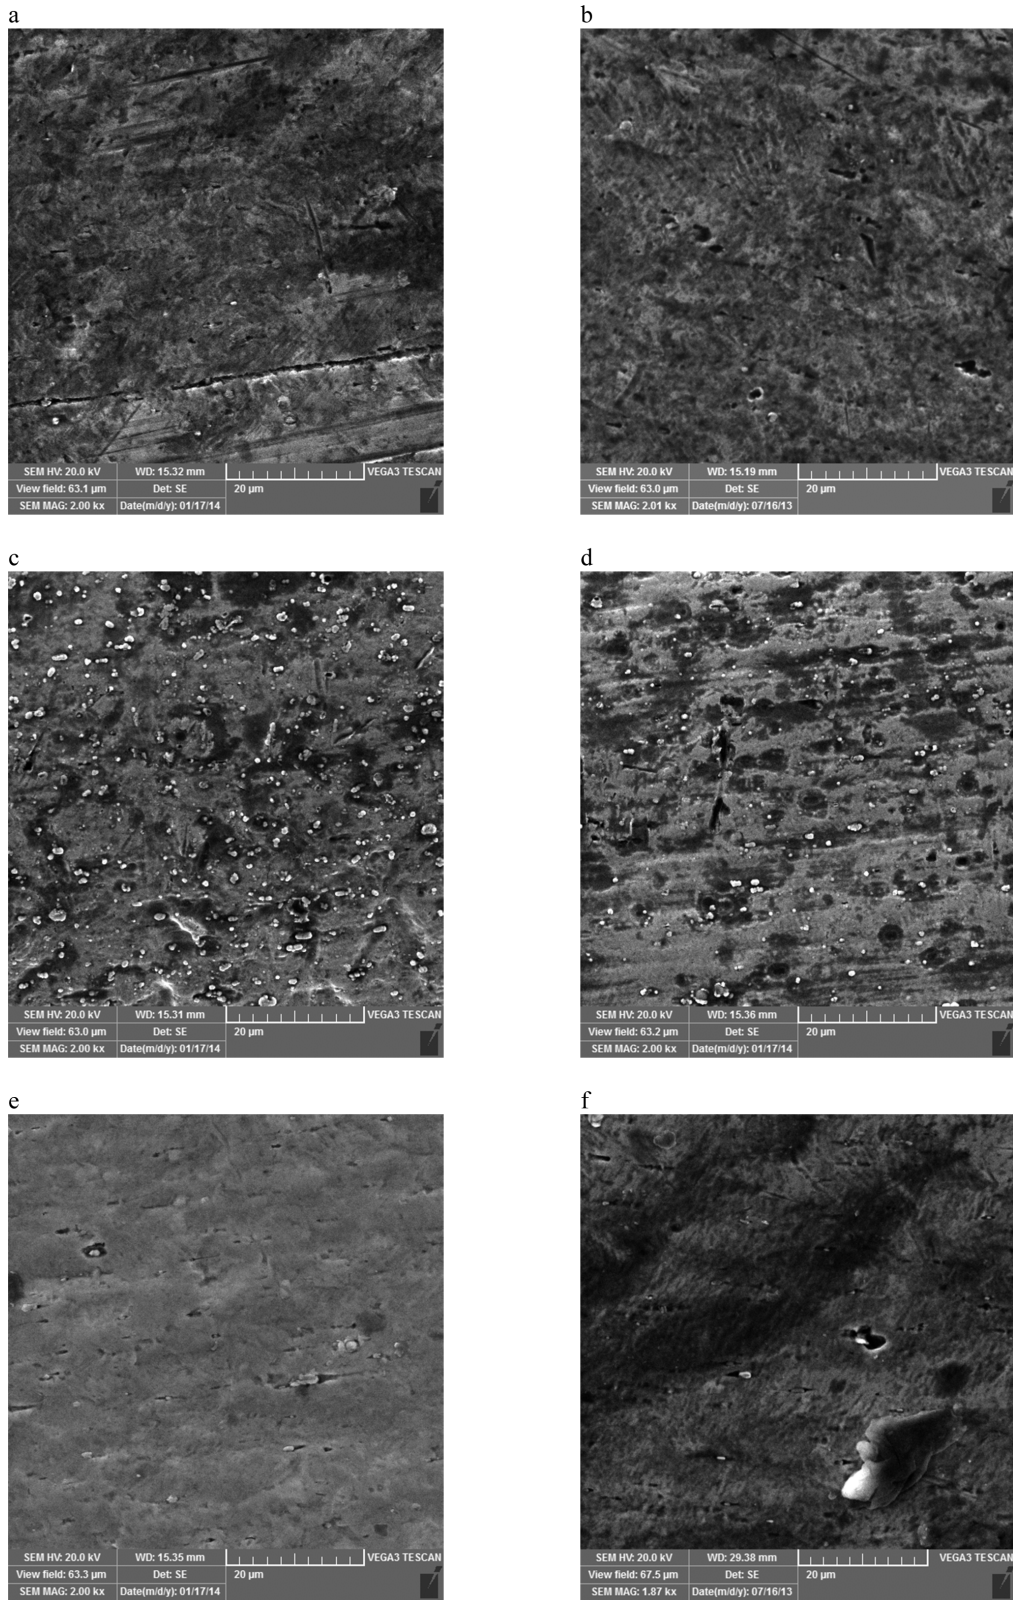 a
b
SEM HV: 20.0 kV WD: 15.32 mm VEGA3 TESCAN
View field: 63.1 µm Det: SE 20 µm
SEM MAG: 2.00 kx Date(m/d/y): 01/17/14
SEM HV: 20.0 kV WD: 15.19 mm VEGA3 TESCAN
View field: 63.0 µm Det: SE 20 µm
SEM MAG: 2.01 kx Date(m/d/y): 07/16/13
c
d
SEM HV: 20.0 kV WD: 15.31 mm VEGA3 TESCAN
View field: 63.0 µm Det: SE 20 µm
SEM MAG: 2.00 kx Date(m/d/y): 01/17/14
SEM HV: 20.0 kV WD: 15.36 mm VEGA3 TESCAN
View field: 63.2 µm Det: SE 20 µm
SEM MAG: 2.00 kx Date(m/d/y): 01/17/14
e
f
SEM HV: 20.0 kV WD: 15.35 mm VEGA3 TESCAN
View field: 63.3 µm Det: SE 20 µm
SEM MAG: 2.00 kx Date(m/d/y): 01/17/14
SEM HV: 20.0 kV WD: 29.38 mm VEGA3 TESCAN
View field: 67.5 µm Det: SE 20 µm
SEM MAG: 1.87 kx Date(m/d/y): 07/16/13